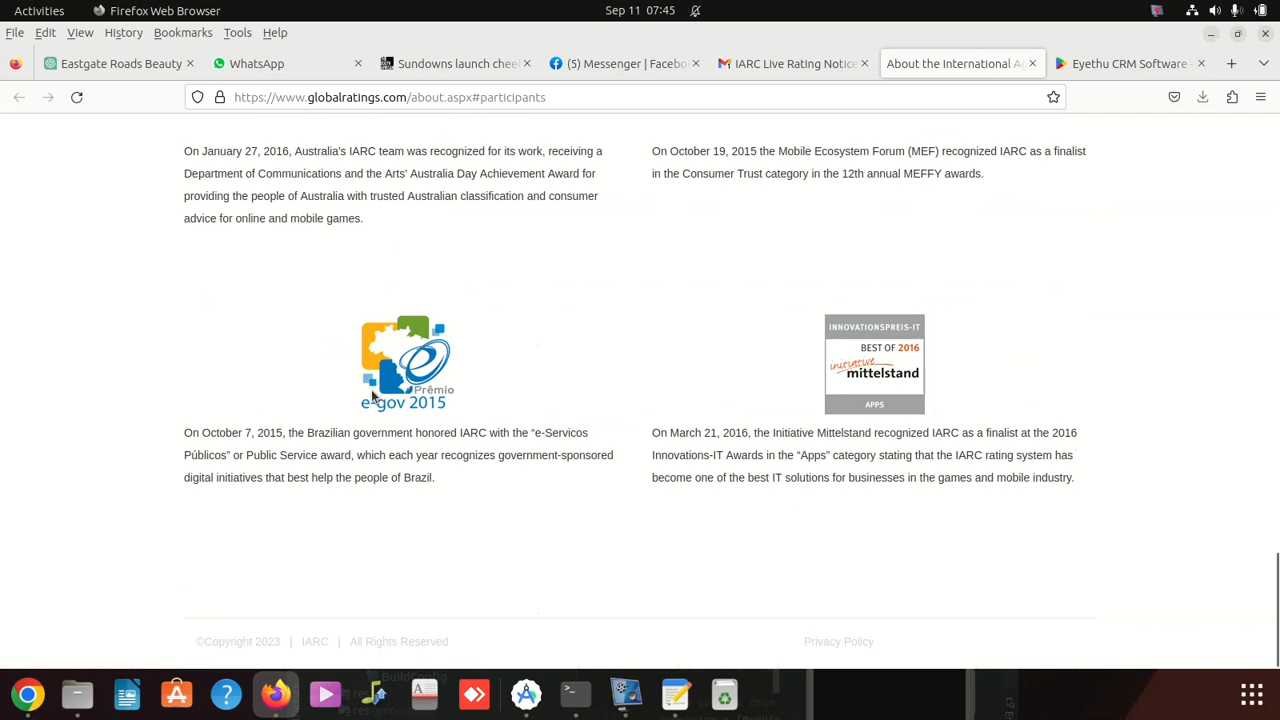 Activities
Firefox Web Browser
Sep 11 07:45
File Edit View History Bookmarks Tools Help
Eastgate Roads Beauty
WhatsApp
Sundowns launch chee
(5) Messenger | Facebo
IARC Live Rating Notice
About the International Ag
Eyethu CRM Software -
https://www.globalratings.com/about.aspx#participants
On January 27, 2016, Australia's IARC team was recognized for its work, receiving a
Department of Communications and the Arts' Australia Day Achievement Award for
providing the people of Australia with trusted Australian classification and consumer
advice for online and mobile games.
On October 19, 2015 the Mobile Ecosystem Forum (MEF) recognized IARC as a finalist
in the Consumer Trust category in the 12th annual MEFFY awards.
Prêmio
e-gov 2015
INNOVATIONSPREIS-IT
BEST OF 2016
initiative
mittelstand
APPS
On October 7, 2015, the Brazilian government honored IARC with the “e-Servicos
Públicos” or Public Service award, which each year recognizes government-sponsored
digital initiatives that best help the people of Brazil.
On March 21, 2016, the Initiative Mittelstand recognized IARC as a finalist at the 2016
Innovations-IT Awards in the “Apps” category stating that the IARC rating system has
become one of the best IT solutions for businesses in the games and mobile industry.
©Copyright 2023 | IARC | All Rights Reserved
Privacy Policy
BuildConfig